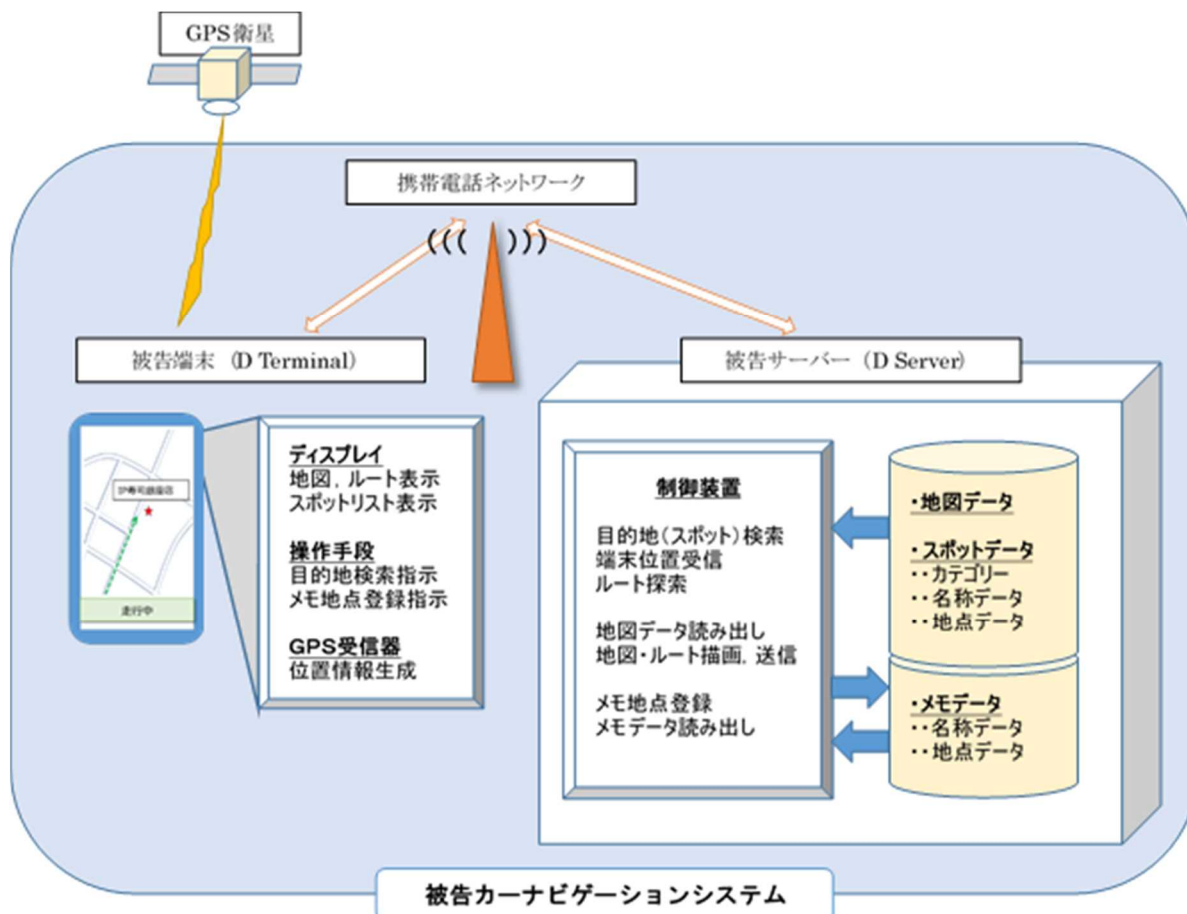 GPS衛星
携帯電話ネットワーク
被告端末 (D Terminal)
被告サーバー (D Server)
IP寿司銀座店
走行中
ディスプレイ
地図, ルート表示
スポットリスト表示
操作手段
目的地検索指示
メモ地点登録指示
GPS受信器
位置情報生成
制御装置
目的地(スポット)検索
端末位置受信
ルート探索
地図データ読み出し
地図・ルート描画, 送信
メモ地点登録
メモデータ読み出し
・地図データ
・スポットデータ
・・カテゴリー
・・名称データ
・・地点データ
・メモデータ
・・名称データ
・・地点データ
被告カーナビゲーションシステム